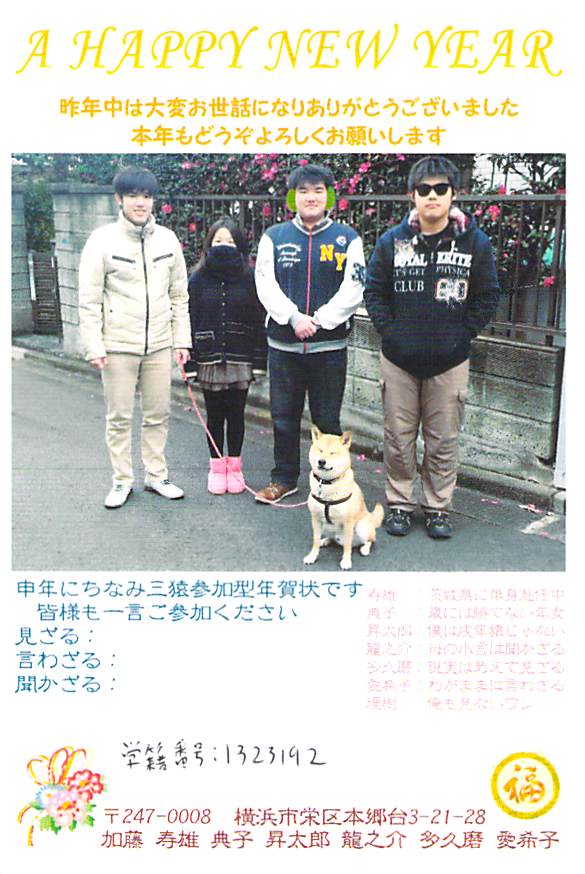 A HAPPY NEW YEAR
昨年中は大変お世話になりありがとうございました
本年もどうぞよろしくお願いします
NY
ROYAL ERITE
LET'S GET PHYSICAL
CLUB
申年にちなみ三猿参加型年賀状です
皆様も一言ご参加ください
見ざる：
言わざる：
聞かざる：
寿雄　：茨城県に単身赴任中
典子　：歳には勝てない年女
昇太郎：僕は戌年猿じゃない
龍之介：母の小言は聞かざる
多久磨：現実はあえて見ざる
愛希子：わがままは言わざる
理樹　：俺も見ないワン
学籍番号：1323192
福
〒247-0008　横浜市栄区本郷台3-21-28
加藤 寿雄 典子 昇太郎 龍之介 多久磨 愛希子